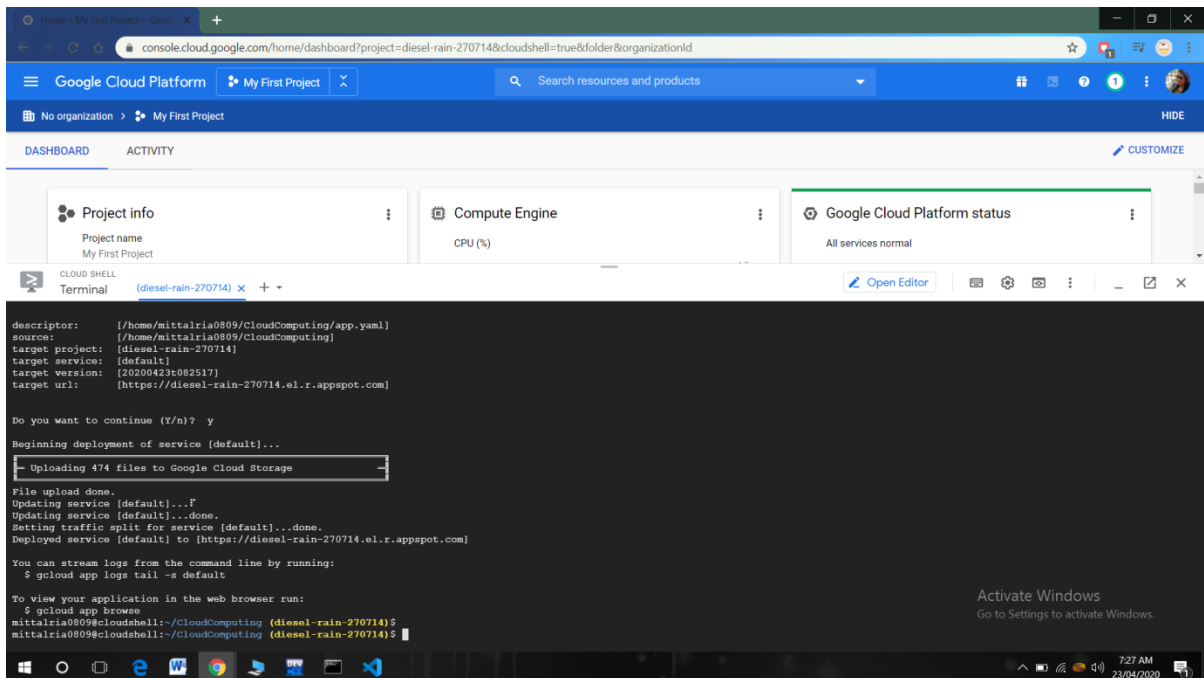 Home – My First Project – Goog
console.cloud.google.com/home/dashboard?project=diesel-rain-270714&cloudshell=true&folder&organizationId
1
Google Cloud Platform My First Project Search resources and products 1
No organization > My First Project HIDE
DASHBOARD ACTIVITY CUSTOMIZE
Project info Compute Engine Google Cloud Platform status
Project name CPU (%) All services normal
My First Project
CLOUD SHELL
Terminal (diesel-rain-270714) Open Editor
descriptor: [/home/mittalria0809/CloudComputing/app.yaml]
source: [/home/mittalria0809/CloudComputing]
target project: [diesel-rain-270714]
target service: [default]
target version: [20200423t082517]
target url: [https://diesel-rain-270714.el.r.appspot.com]
Do you want to continue (Y/n)? y
Beginning deployment of service [default]...
Uploading 474 files to Google Cloud Storage
File upload done.
Updating service [default]...
Updating service [default]...done.
Setting traffic split for service [default]...done.
Deployed service [default] to [https://diesel-rain-270714.el.r.appspot.com]
You can stream logs from the command line by running:
$ gcloud app logs tail -s default
To view your application in the web browser run:
$ gcloud app browse
mittalria0809@cloudshell:~/CloudComputing (diesel-rain-270714)$
mittalria0809@cloudshell:~/CloudComputing (diesel-rain-270714)$
Activate Windows
Go to Settings to activate Windows.
DEV
7:27 AM
23/04/2020